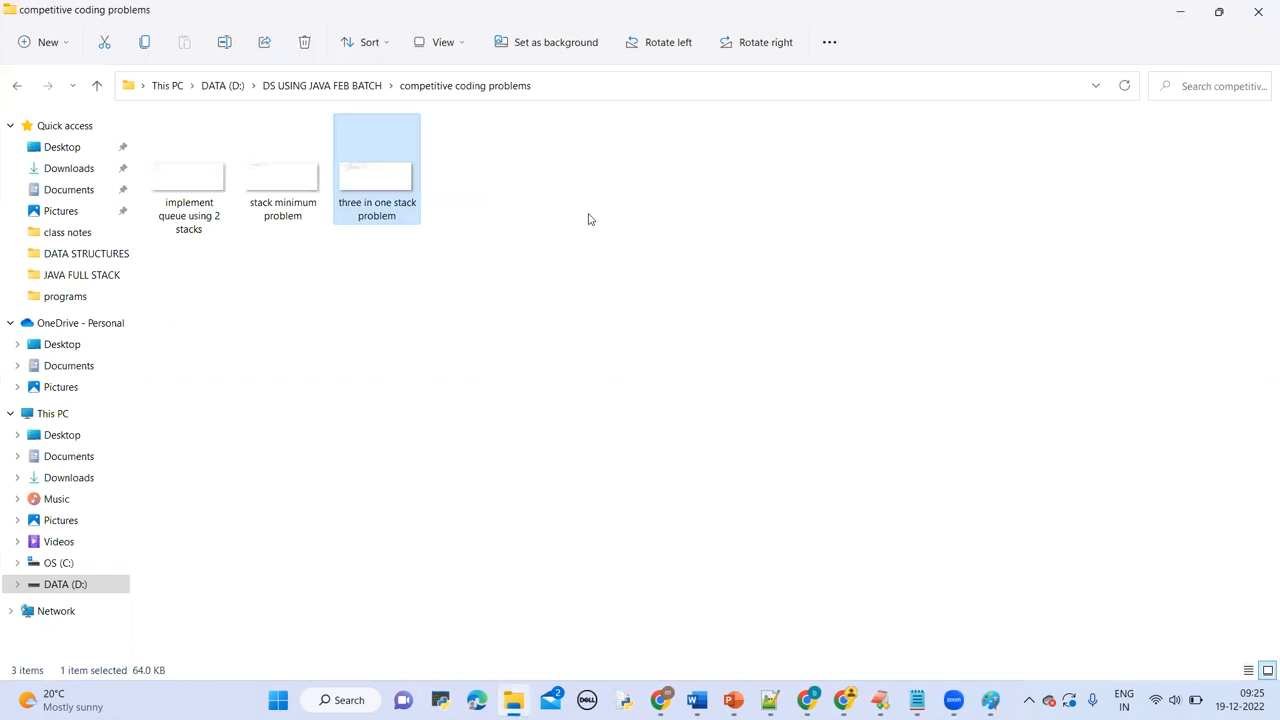 competitive coding problems
New
Sort
View
Set as background
Rotate left
Rotate right
This PC
DATA (D:)
DS USING JAVA FEB BATCH
competitive coding problems
Search competitiv...
Quick access
Desktop
Downloads
Documents
Pictures
class notes
DATA STRUCTURES
JAVA FULL STACK
programs
OneDrive - Personal
Desktop
Documents
Pictures
This PC
Desktop
Documents
Downloads
Music
Pictures
Videos
OS (C:)
DATA (D:)
Network
implement
queue using 2
stacks
stack minimum
problem
three in one stack
problem
3 items
1 item selected 64.0 KB
20°C
Mostly sunny
Search
2
DELL
m
b
zoom
ENG
IN
09:25
19-12-2022